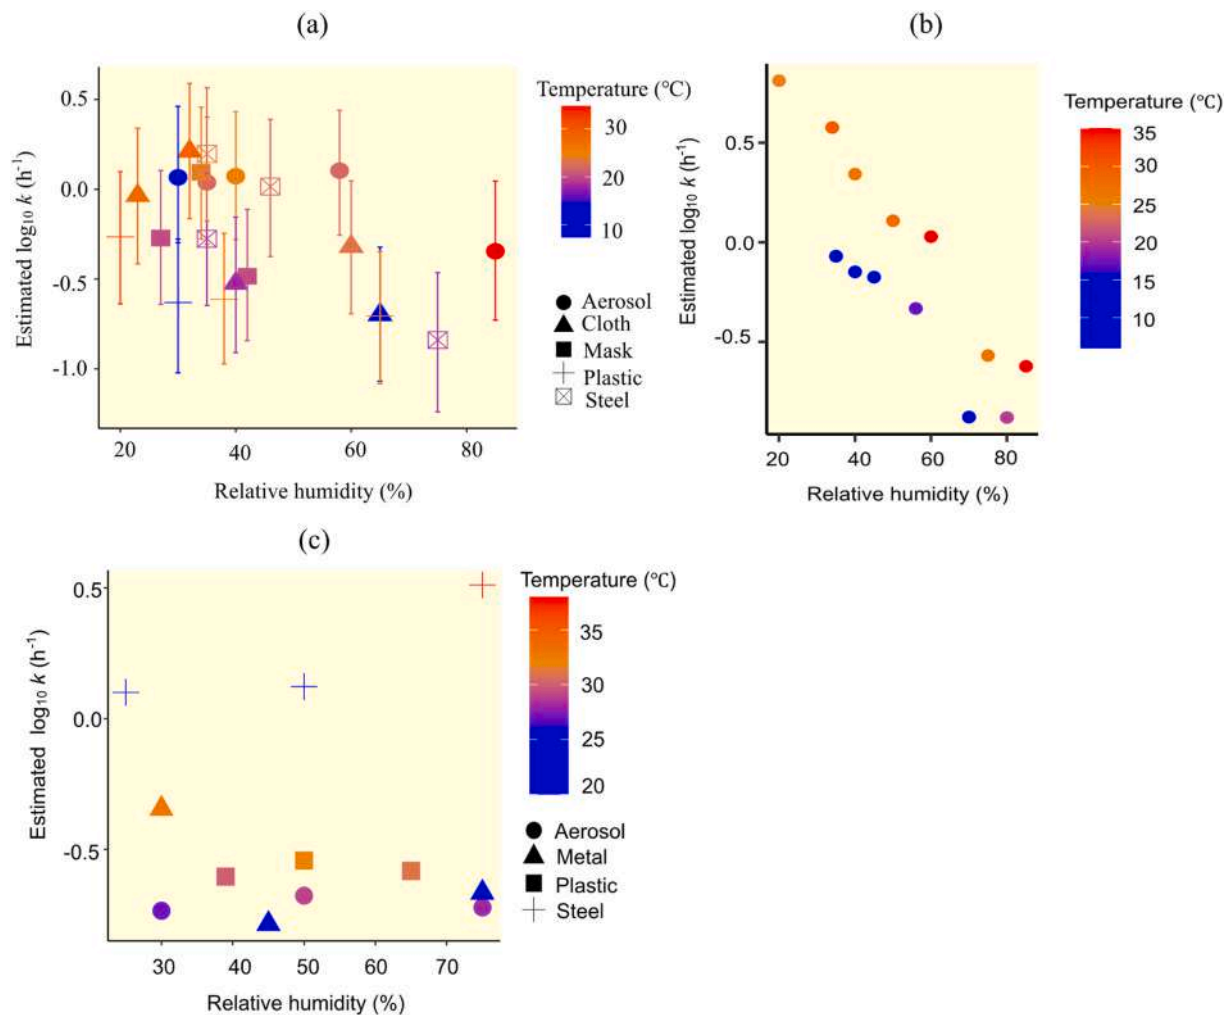 (a)
Estimated log₁₀ k (h⁻¹)
0.5
0.0
-0.5
-1.0
20
40
60
80
Relative humidity (%)
Temperature (°C)
30
20
10
Aerosol
Cloth
Mask
Plastic
Steel
(b)
Estimated log₁₀ k (h⁻¹)
0.5
0.0
-0.5
20
40
60
80
Relative humidity (%)
Temperature (℃)
35
30
25
20
15
10
(c)
Estimated log₁₀ k (h⁻¹)
0.5
0.0
-0.5
30
40
50
60
70
Relative humidity (%)
Temperature (℃)
35
30
25
20
Aerosol
Metal
Plastic
Steel